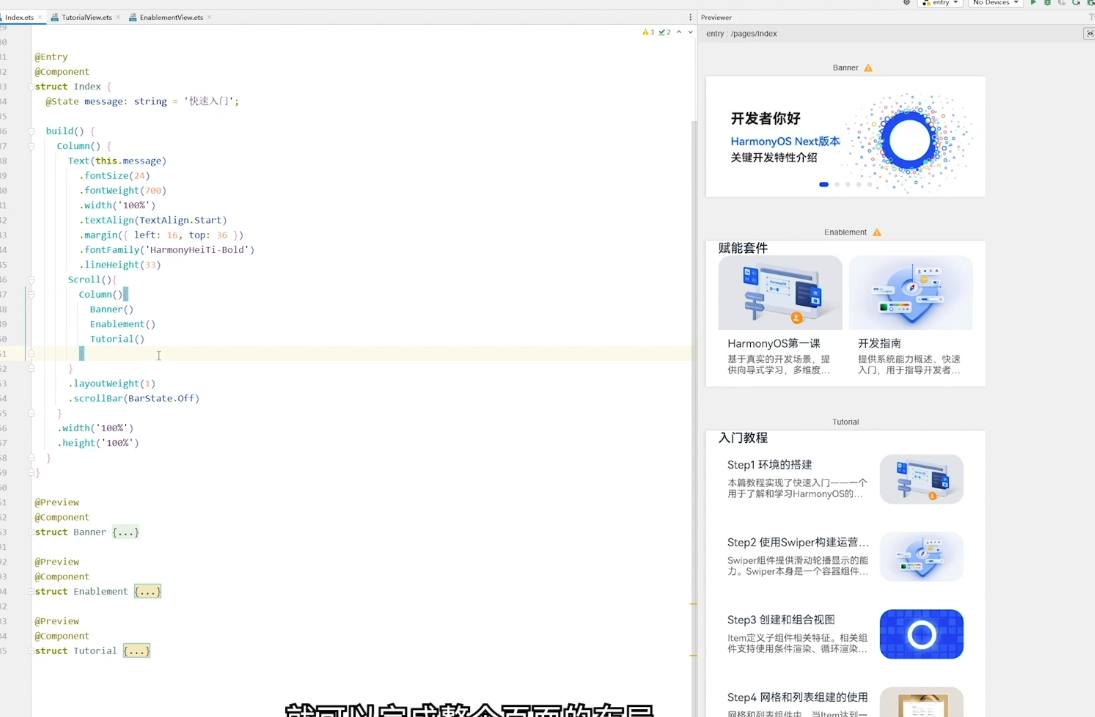 entry
No Devices
Index.ets
TutorialView.ets
EnablementView.ets
Previewer
3 2
entry : /pages/Index
@Entry
@Component
struct Index {
@State message: string = '快速入门';
build() {
Column() {
Text(this.message)
.fontSize(24)
.fontWeight(700)
.width('100%')
.textAlign(TextAlign.Start)
.margin({ left: 16, top: 36 })
.fontFamily('HarmonyHeiTi-Bold')
.lineHeight(33)
Scroll(){
Column(){
Banner()
Enablement()
Tutorial()
}
}
.layoutWeight(1)
.scrollBar(BarState.Off)
}
.width('100%')
.height('100%')
}
}
@Preview
@Component
struct Banner {...}
@Preview
@Component
struct Enablement {...}
@Preview
@Component
struct Tutorial {...}
Banner
开发者你好
HarmonyOS Next版本
关键开发特性介绍
Enablement
赋能套件
HarmonyOS第一课
基于真实的开发场景，提
供向导式学习，多维度...
开发指南
提供系统能力概述、快速
入门，用于指导开发者...
Tutorial
入门教程
Step1 环境的搭建
本篇教程实现了快速入门——一个
用于了解和学习HarmonyOS的...
Step2 使用Swiper构建运营...
Swiper组件提供滑动轮播显示的能
力。Swiper本身是一个容器组件...
Step3 创建和组合视图
Item定义子组件相关特征。相关组
件支持使用条件渲染、循环渲染...
Step4 网格和列表组建的使用
网格和列表组件中，当Item达到一
就可以完成整个页面的布局